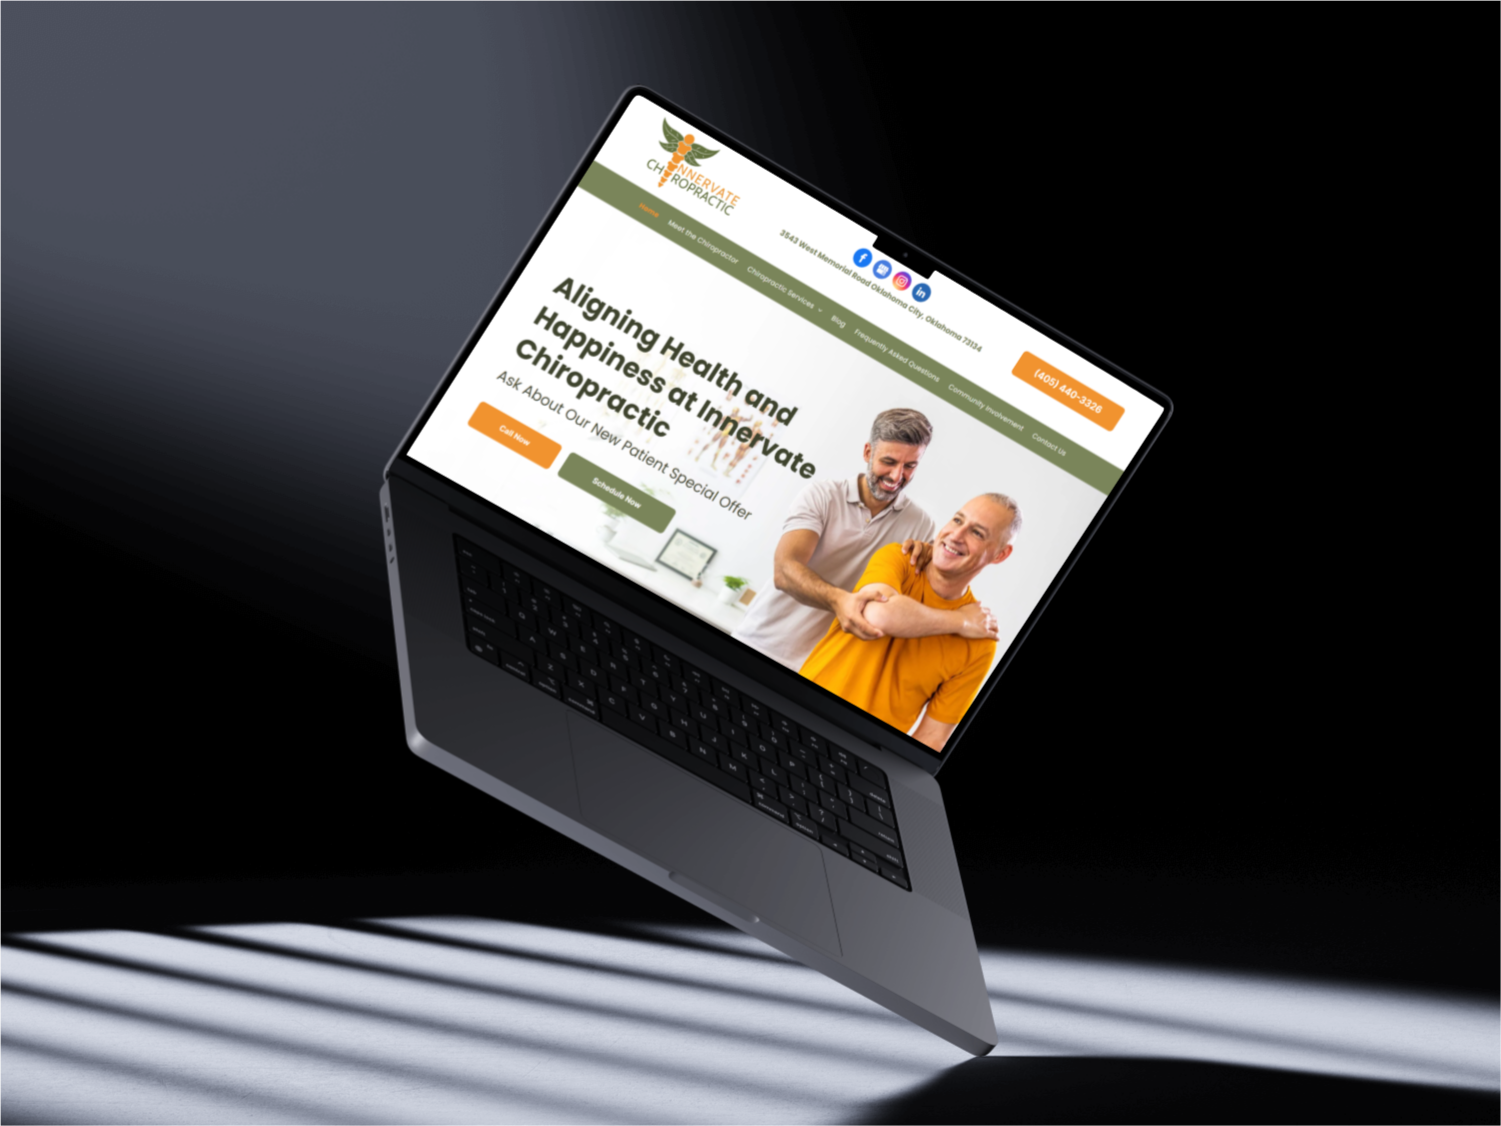 INNERVATE
CHIROPRACTIC
3543 West Memorial Road Oklahoma City, Oklahoma 73134
(405) 440-3326
Home Meet the Chiropractor Chiropractic Services Blog Frequently Asked Questions Community Involvement Contact Us
Aligning Health and
Happiness at Innervate
Chiropractic
Ask About Our New Patient Special Offer
Call Now
Schedule Now